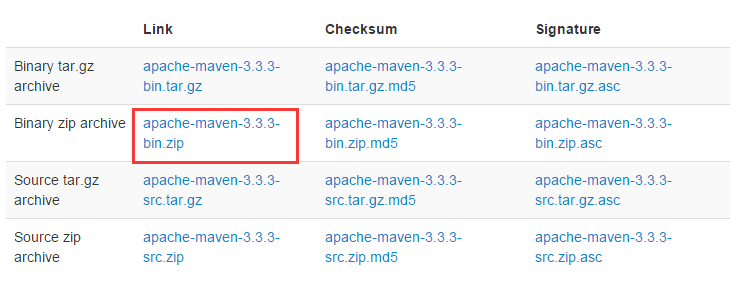 Link Checksum Signature
Binary tar.gz apache-maven-3.3.3- apache-maven-3.3.3- apache-maven-3.3.3-
archive bin.tar.gz bin.tar.gz.md5 bin.tar.gz.asc
Binary zip archive apache-maven-3.3.3- apache-maven-3.3.3- apache-maven-3.3.3-
bin.zip bin.zip.md5 bin.zip.asc
Source tar.gz apache-maven-3.3.3- apache-maven-3.3.3- apache-maven-3.3.3-
archive src.tar.gz src.tar.gz.md5 src.tar.gz.asc
Source zip apache-maven-3.3.3- apache-maven-3.3.3- apache-maven-3.3.3-
archive src.zip src.zip.md5 src.zip.asc